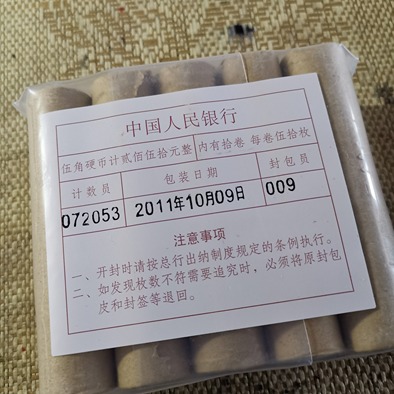 中国人民银行
伍角硬币计贰佰伍拾元整 内有拾卷 每卷伍拾枚
计数员 包装日期 封包员
072053 2011年10月09日 009
注意事项
一、开封时请按总行出纳制度规定的条例执行。
二、如发现枚数不符需要追究时,必须将原封包
皮和封签等退回。